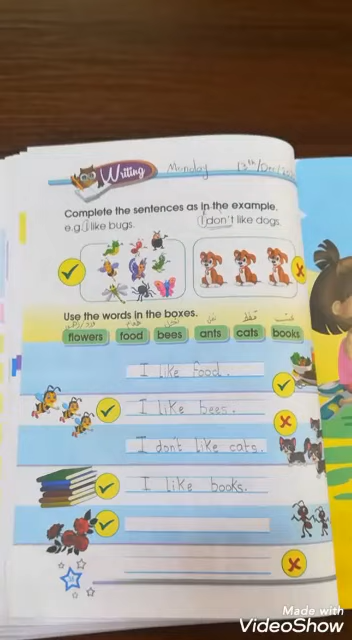 Writing
Monday 13th/Dec/
Complete the sentences as in the example.
e.g. I like bugs. I don't like dogs.
Use the words in the boxes.
flowers food bees ants cats books
I like food.
I like bees.
I don't like cats.
I like books.
Made with
VideoShow